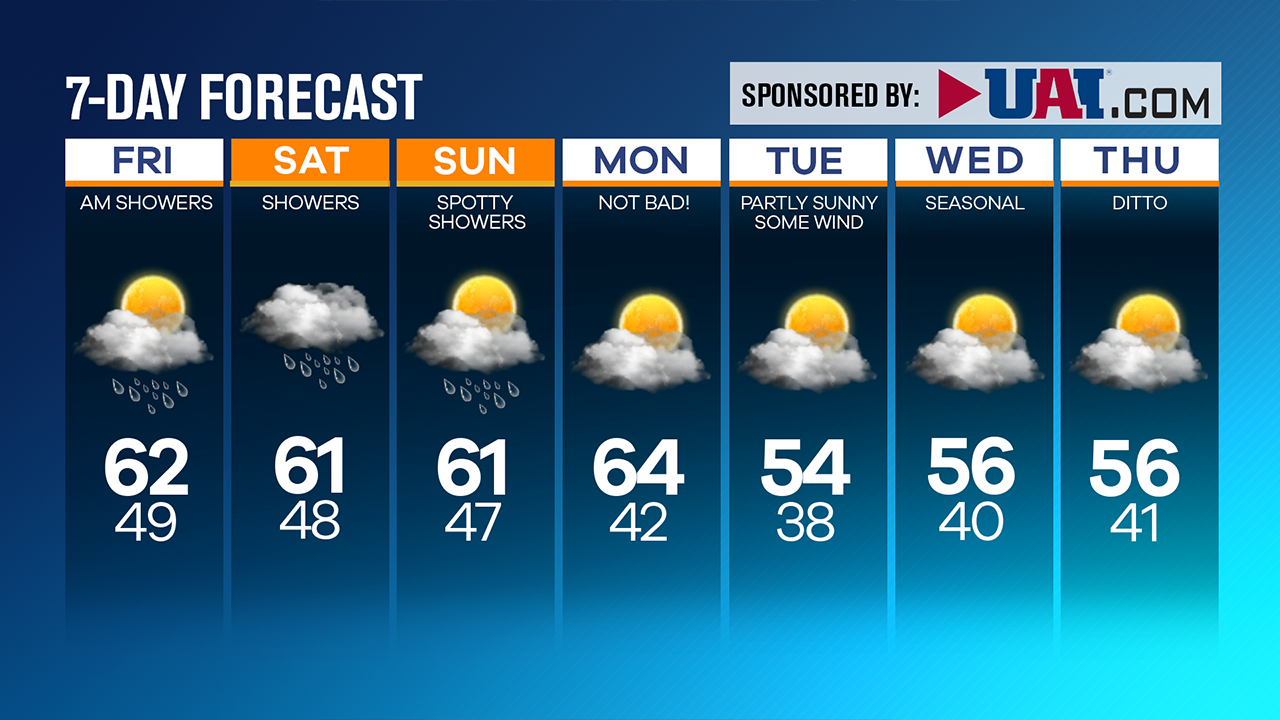 7-DAY FORECAST
SPONSORED BY: UAI®.COM
FRI SAT SUN MON TUE WED THU
AM SHOWERS
SHOWERS
SPOTTY
SHOWERS
NOT BAD!
PARTLY SUNNY
SOME WIND
SEASONAL
DITTO
62 61 61 64 54 56 56
49 48 47 42 38 40 41